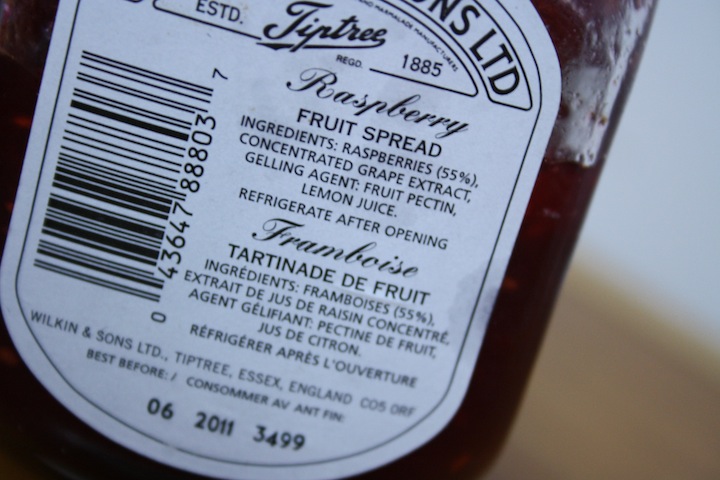 ONS LTD
MARMALADE MANUFACTURERS
ESTD.
Tiptree
REGD.
1885
Raspberry
FRUIT SPREAD
INGREDIENTS: RASPBERRIES (55%),
CONCENTRATED GRAPE EXTRACT,
GELLING AGENT: FRUIT PECTIN,
LEMON JUICE.
REFRIGERATE AFTER OPENING
Framboise
TARTINADE DE FRUIT
INGRÉDIENTS: FRAMBOISES (55%),
EXTRAIT DE JUS DE RAISIN CONCENTRÉ,
AGENT GÉLIFIANT: PECTINE DE FRUIT,
JUS DE CITRON.
RÉFRIGÉRER APRÈS L'OUVERTURE
WILKIN & SONS LTD., TIPTREE, ESSEX, ENGLAND CO5 0RF
BEST BEFORE: / CONSOMMER AV ANT FIN:
06 2011 3499
0 43647 88803 7